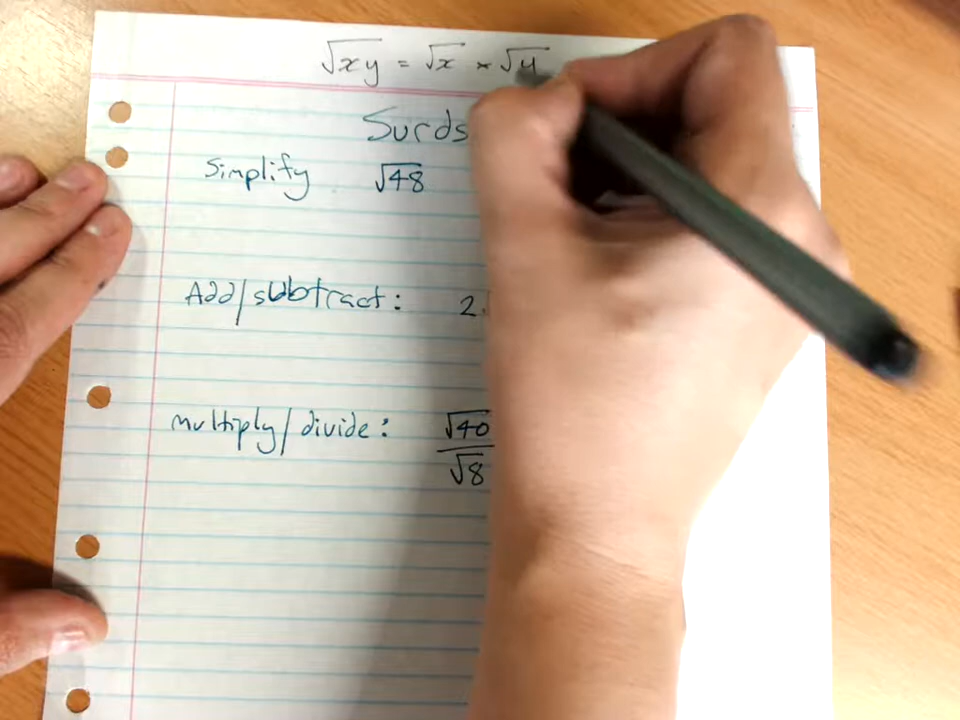 √xy = √x × √y
Surds
Simplify √48
Add/subtract: 2
multiply/divide: √40
√8